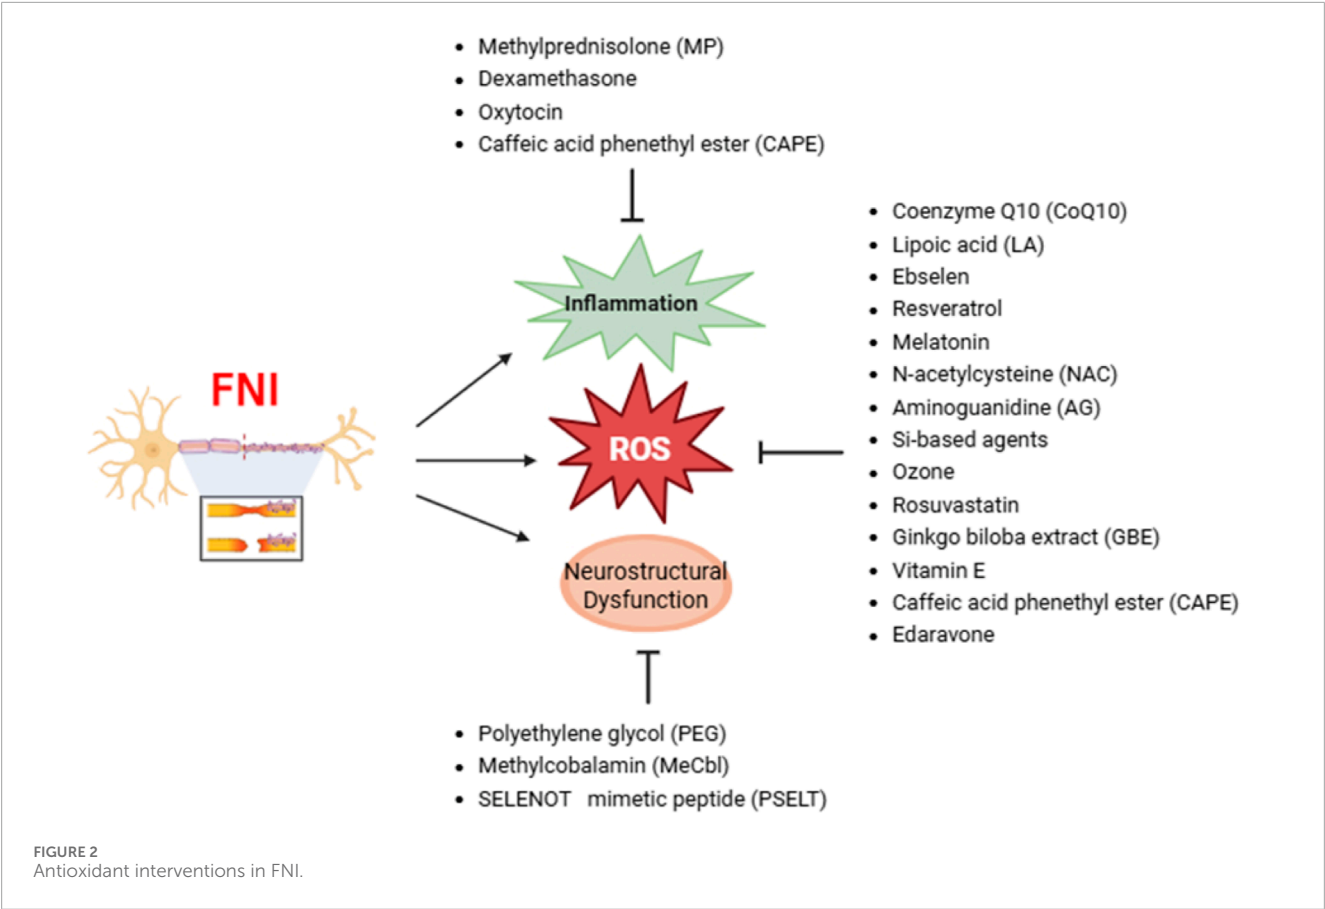 • Methylprednisolone (MP)
• Dexamethasone
• Oxytocin
• Caffeic acid phenethyl ester (CAPE)
Inflammation
FNI
ROS
Neurostructural
Dysfunction
• Coenzyme Q10 (CoQ10)
• Lipoic acid (LA)
• Ebselen
• Resveratrol
• Melatonin
• N-acetylcysteine (NAC)
• Aminoguanidine (AG)
• Si-based agents
• Ozone
• Rosuvastatin
• Ginkgo biloba extract (GBE)
• Vitamin E
• Caffeic acid phenethyl ester (CAPE)
• Edaravone
• Polyethylene glycol (PEG)
• Methylcobalamin (MeCbl)
• SELENOT mimetic peptide (PSELT)
FIGURE 2
Antioxidant interventions in FNI.